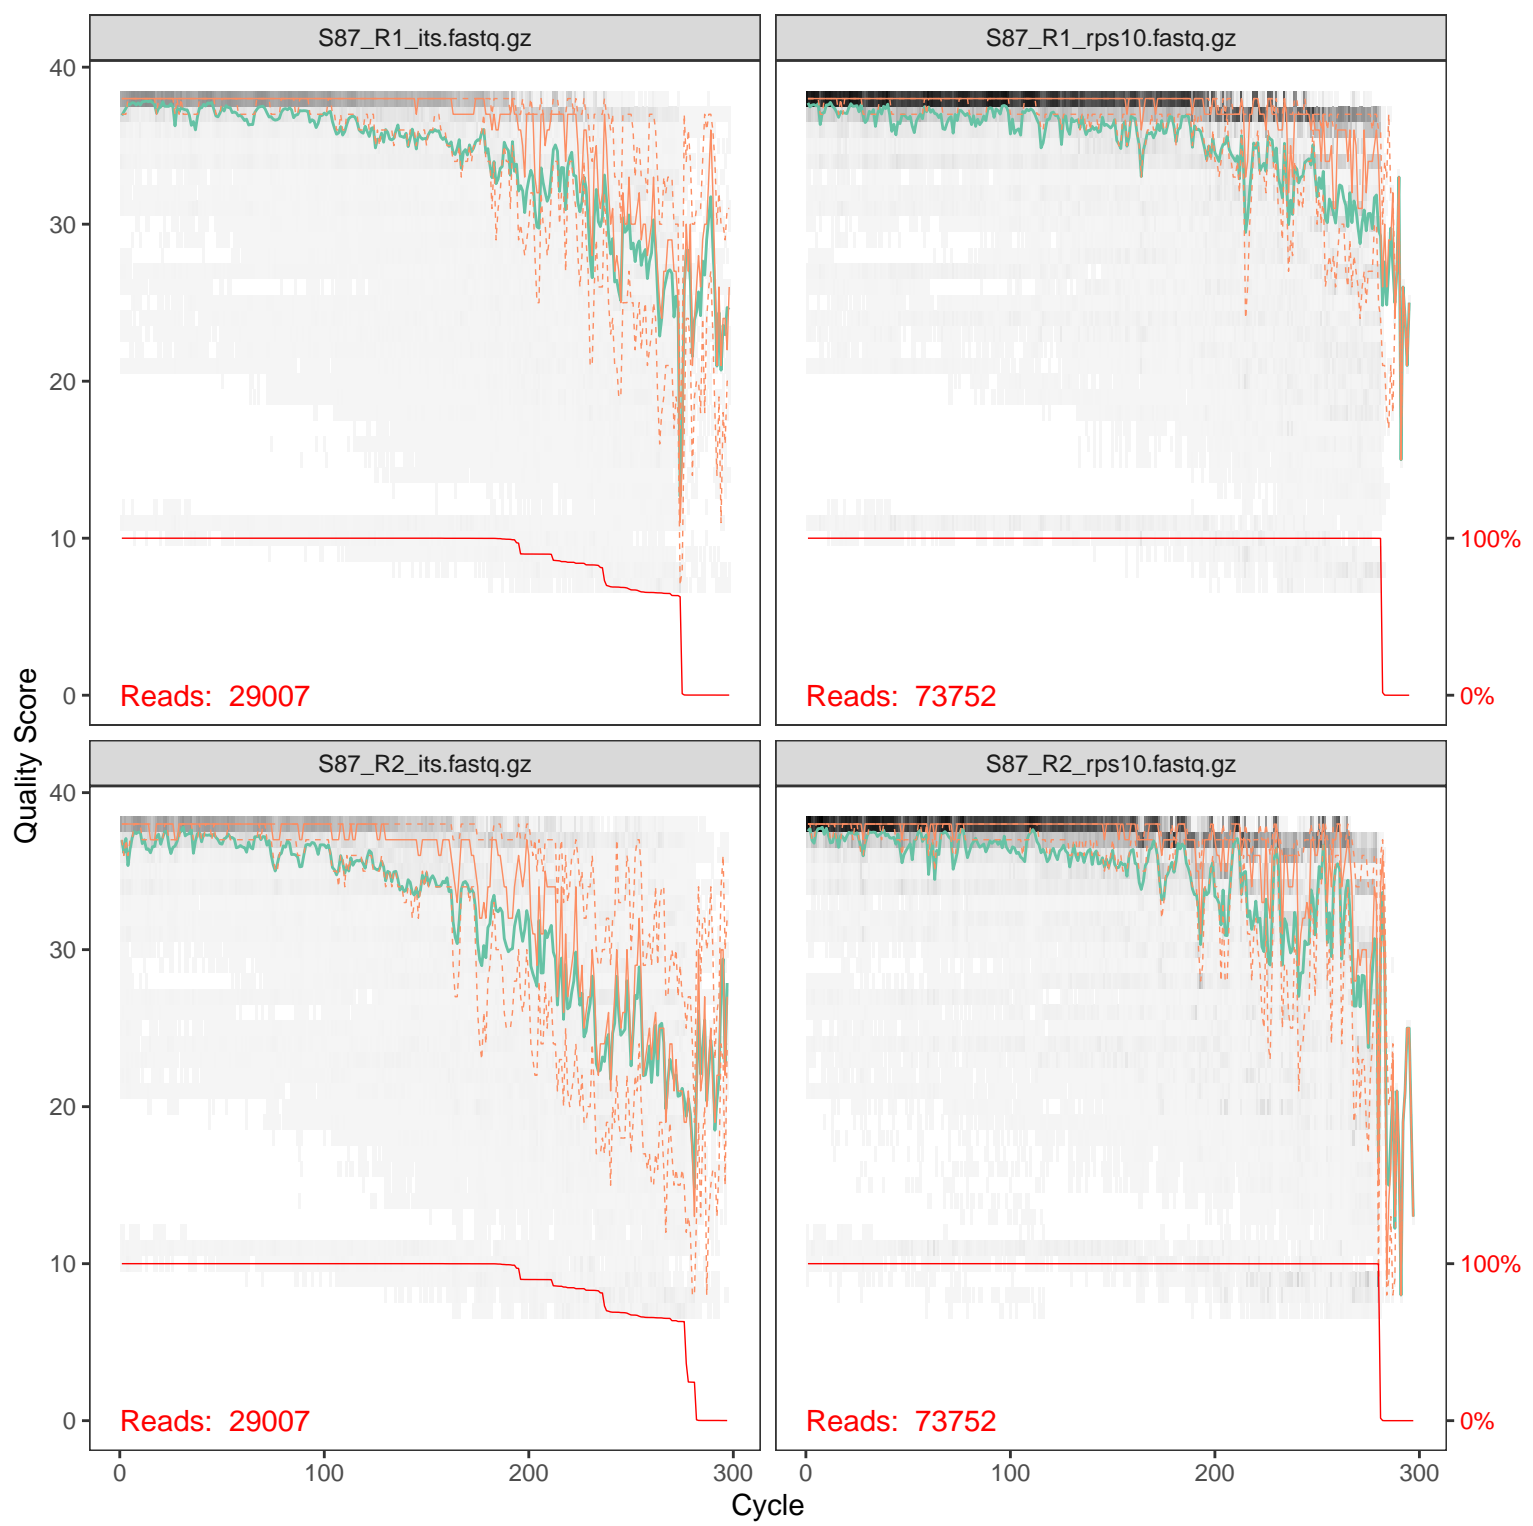 S87_R1_its.fastq.gz
S87_R1_rps10.fastq.gz
40
30
20
10
0
Reads: 29007
Reads: 73752
100%
0%
Quality Score
S87_R2_its.fastq.gz
S87_R2_rps10.fastq.gz
40
30
20
10
0
Reads: 29007
Reads: 73752
100%
0%
0 100 200 300
0 100 200 300
Cycle